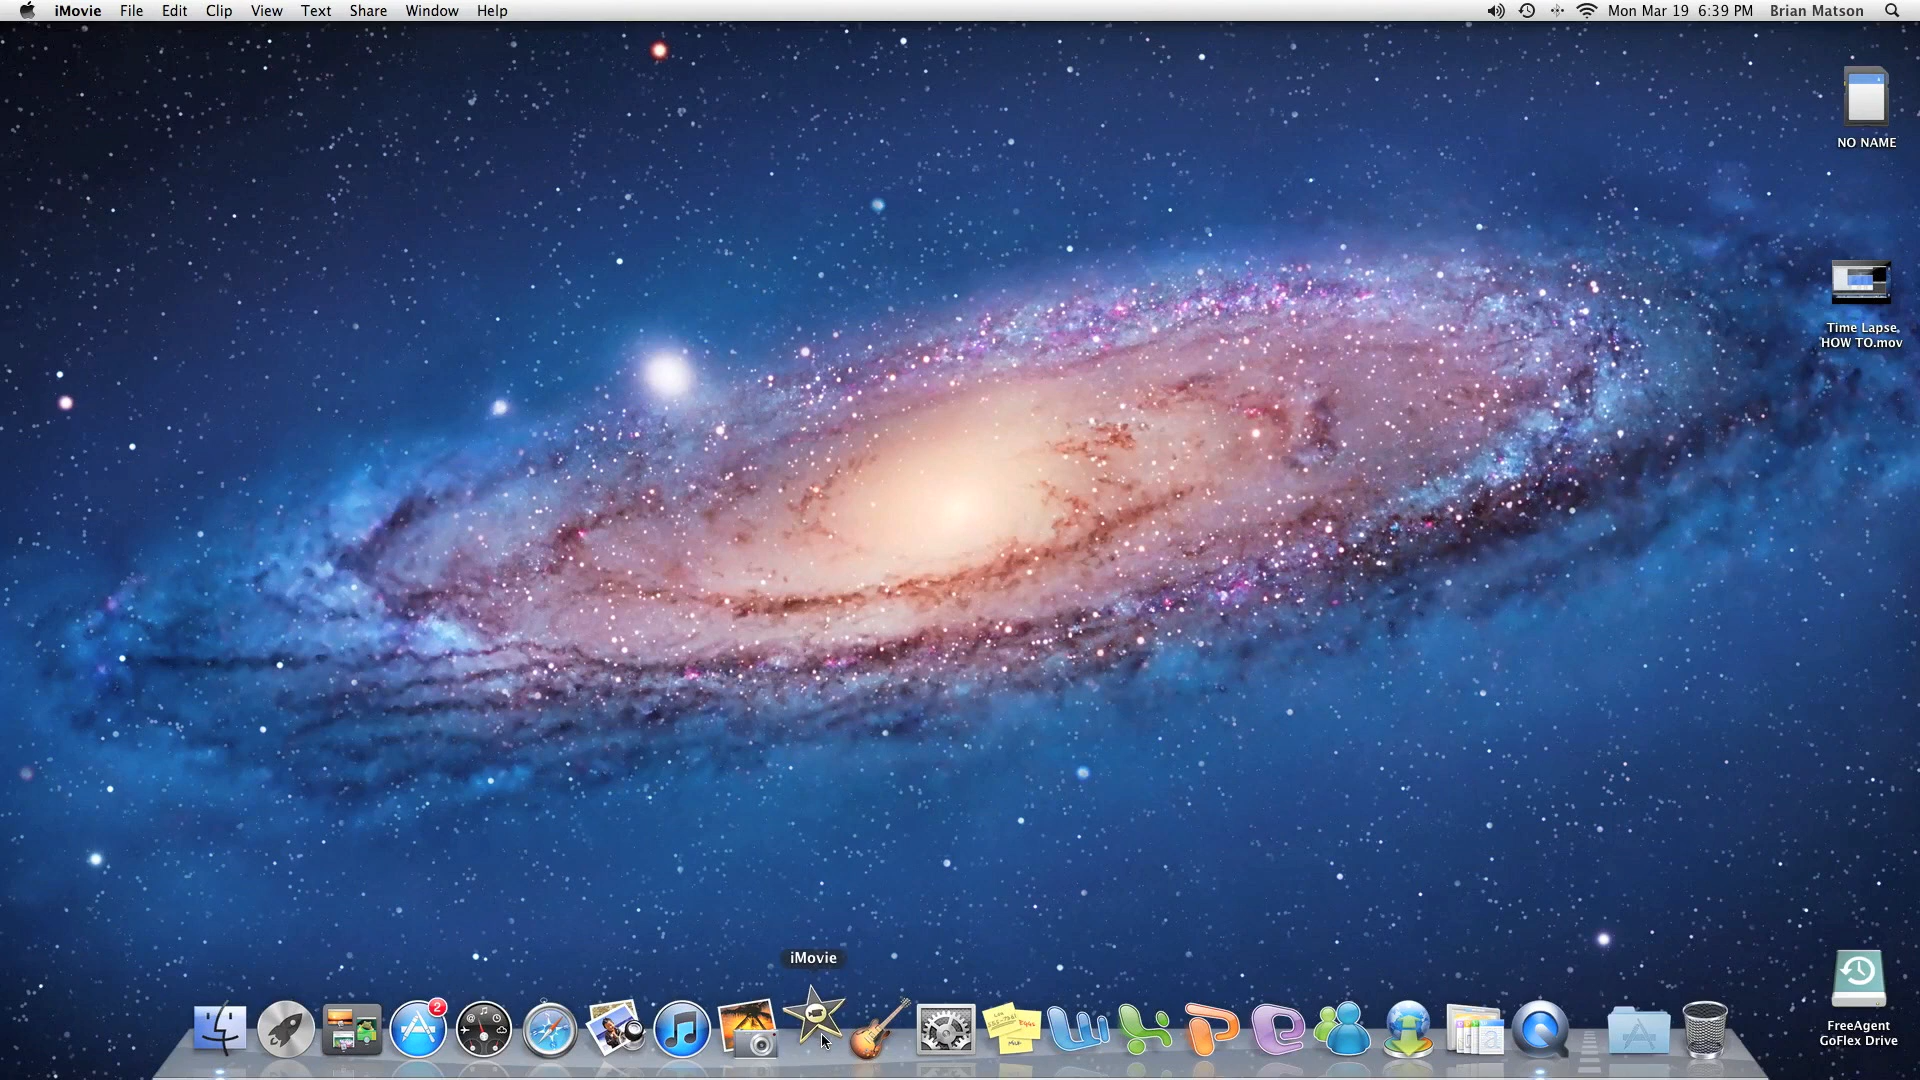 iMovie File Edit Clip View Text Share Window Help
Mon Mar 19 6:39 PM Brian Matson
NO NAME
Time Lapse
HOW TO.mov
iMovie
2
FreeAgent
GoFlex Drive